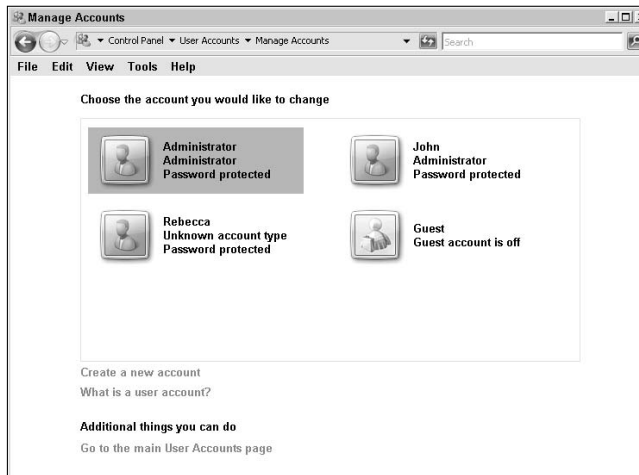 Manage Accounts
Control Panel ▾ User Accounts ▾ Manage Accounts
Search
File Edit View Tools Help
Choose the account you would like to change
Administrator
Administrator
Password protected
John
Administrator
Password protected
Rebecca
Unknown account type
Password protected
Guest
Guest account is off
Create a new account
What is a user account?
Additional things you can do
Go to the main User Accounts page